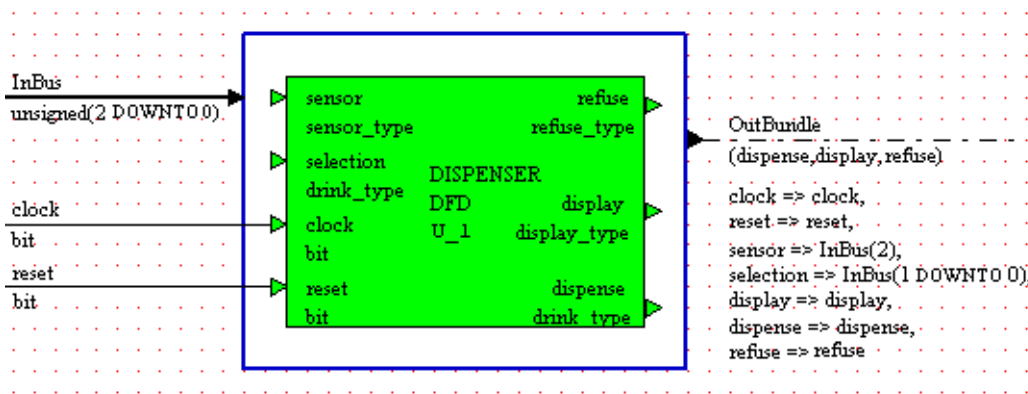 InBus
unsigned(2 DOWNTO 0)
clock
bit
reset
bit
sensor
sensor_type
selection
drink_type
clock
bit
reset
bit
DISPENSER
DFD
U_1
refuse
refuse_type
display
display_type
dispense
drink_type
OutBundle
(dispense,display,refuse)
clock => clock,
reset => reset,
sensor => InBus(2),
selection => InBus(1 DOWNTO 0)
display => display,
dispense => dispense,
refuse => refuse